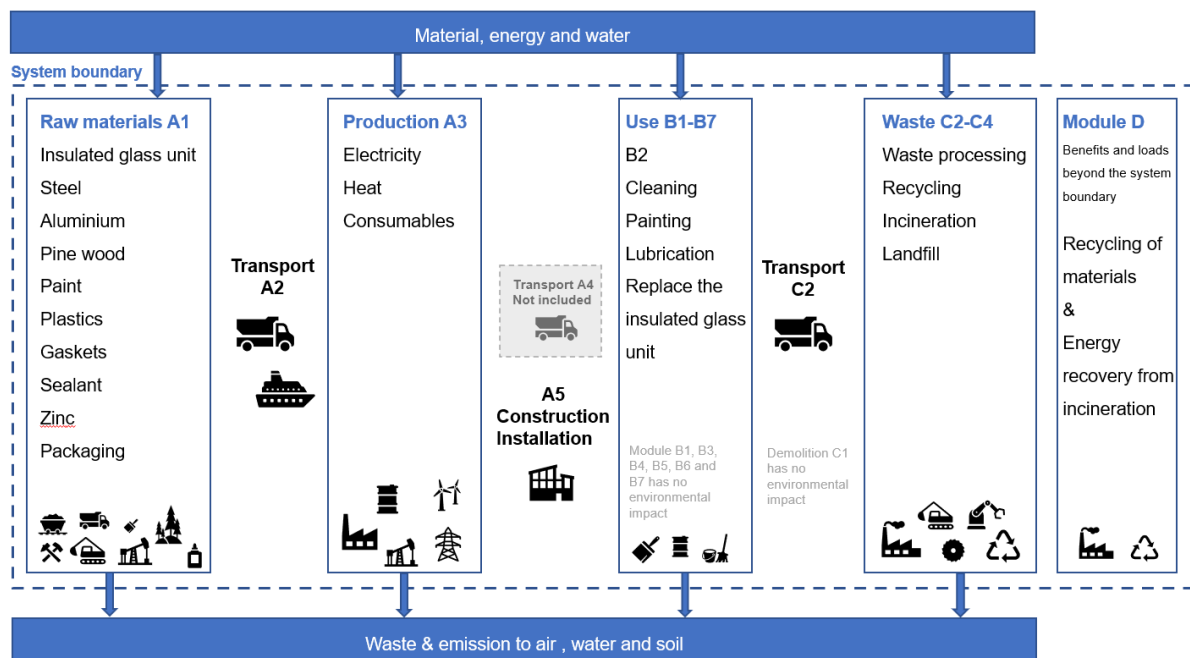 Material, energy and water
System boundary
Raw materials A1
Insulated glass unit
Steel
Aluminium
Pine wood
Paint
Plastics
Gaskets
Sealant
Zinc
Packaging
Transport
A2
Production A3
Electricity
Heat
Consumables
Transport A4
Not included
A5
Construction
Installation
Use B1-B7
B2
Cleaning
Painting
Lubrication
Replace the
insulated glass
unit
Module B1, B3,
B4, B5, B6 and
B7 has no
environmental
impact
Transport
C2
Demolition C1
has no
environmental
impact
Waste C2-C4
Waste processing
Recycling
Incineration
Landfill
Module D
Benefits and loads
beyond the system
boundary
Recycling of
materials
&
Energy
recovery from
incineration
Waste & emission to air , water and soil